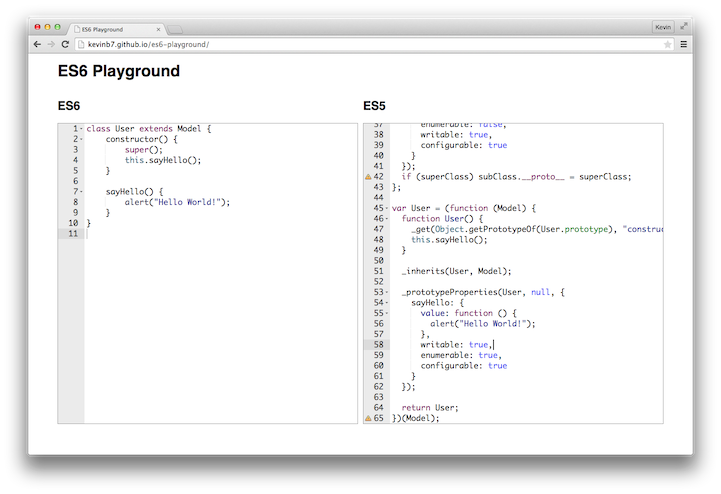 ES6 Playground
Kevin
kevinb7.github.io/es6-playground/
ES6 Playground
ES6
1 class User extends Model {
2 constructor() {
3 super();
4 this.sayHello();
5 }
6
7 sayHello() {
8 alert("Hello World!");
9 }
10 }
11
ES5
37 enumerable: false,
38 writable: true,
39 configurable: true
40 }
41 });
42 if (superClass) subClass.__proto__ = superClass;
43 };
44
45 var User = (function (Model) {
46 function User() {
47 _get(Object.getPrototypeOf(User.prototype), "construc
48 this.sayHello();
49 }
50
51 _inherits(User, Model);
52
53 _prototypeProperties(User, null, {
54 sayHello: {
55 value: function () {
56 alert("Hello World!");
57 },
58 writable: true,
59 enumerable: true,
60 configurable: true
61 }
62 });
63
64 return User;
65 })(Model);